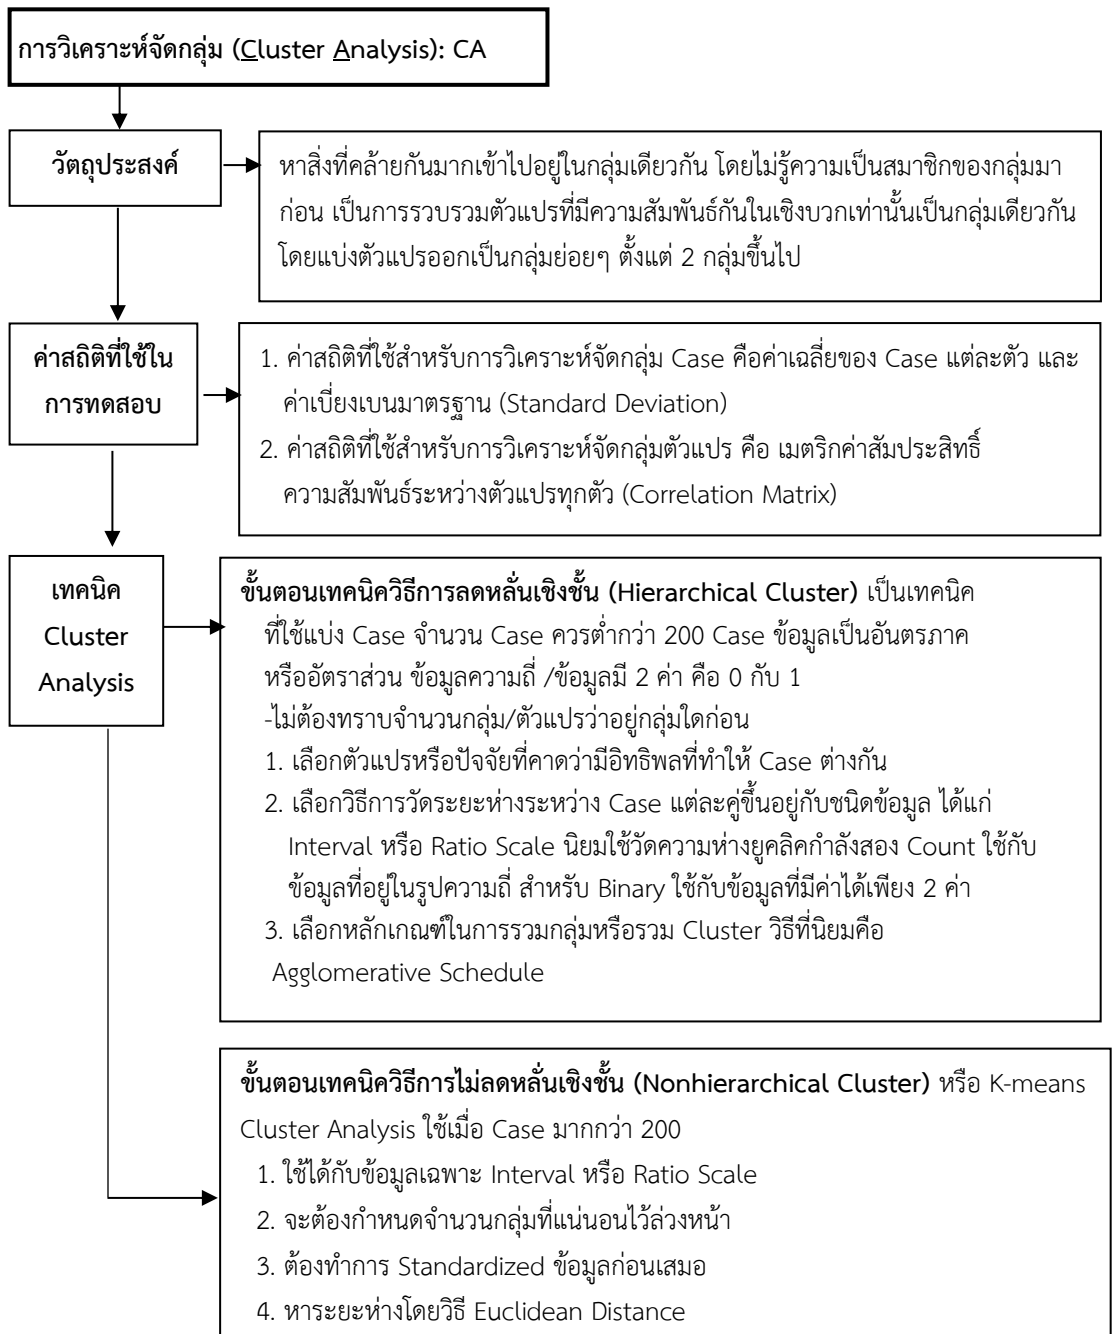 การวิเคราะห์จัดกลุ่ม (Cluster Analysis): CA
วัตถุประสงค์
หาสิ่งที่คล้ายกันมากเข้าไปอยู่ในกลุ่มเดียวกัน โดยไม่รู้ความเป็นสมาชิกของกลุ่มมา
ก่อน เป็นการรวบรวมตัวแปรที่มีความสัมพันธ์กันในเชิงบวกเท่านั้นเป็นกลุ่มเดียวกัน
โดยแบ่งตัวแปรออกเป็นกลุ่มย่อยๆ ตั้งแต่ 2 กลุ่มขึ้นไป
ค่าสถิติที่ใช้ใน
การทดสอบ
1. ค่าสถิติที่ใช้สำหรับการวิเคราะห์จัดกลุ่ม Case คือค่าเฉลี่ยของ Case แต่ละตัว และ
ค่าเบี่ยงเบนมาตรฐาน (Standard Deviation)
2. ค่าสถิติที่ใช้สำหรับการวิเคราะห์จัดกลุ่มตัวแปร คือ เมตริกค่าสัมประสิทธิ์
ความสัมพันธ์ระหว่างตัวแปรทุกตัว (Correlation Matrix)
เทคนิค
Cluster
Analysis
ขั้นตอนเทคนิควิธีการลดหลั่นเชิงชั้น (Hierarchical Cluster) เป็นเทคนิค
ที่ใช้แบ่ง Case จำนวน Case ควรต่ำกว่า 200 Case ข้อมูลเป็นอันตรภาค
หรืออัตราส่วน ข้อมูลความถี่ /ข้อมูลมี 2 ค่า คือ 0 กับ 1
-ไม่ต้องทราบจำนวนกลุ่ม/ตัวแปรว่าอยู่กลุ่มใดก่อน
1. เลือกตัวแปรหรือปัจจัยที่คาดว่ามีอิทธิพลที่ทำให้ Case ต่างกัน
2. เลือกวิธีการวัดระยะห่างระหว่าง Case แต่ละคู่ขึ้นอยู่กับชนิดข้อมูล ได้แก่
Interval หรือ Ratio Scale นิยมใช้วัดความห่างยูคลิคกำลังสอง Count ใช้กับ
ข้อมูลที่อยู่ในรูปความถี่ สำหรับ Binary ใช้กับข้อมูลที่มีค่าได้เพียง 2 ค่า
3. เลือกหลักเกณฑ์ในการรวมกลุ่มหรือรวม Cluster วิธีที่นิยมคือ
Agglomerative Schedule
ขั้นตอนเทคนิควิธีการไม่ลดหลั่นเชิงชั้น (Nonhierarchical Cluster) หรือ K-means
Cluster Analysis ใช้เมื่อ Case มากกว่า 200
1. ใช้ได้กับข้อมูลเฉพาะ Interval หรือ Ratio Scale
2. จะต้องกำหนดจำนวนกลุ่มที่แน่นอนไว้ล่วงหน้า
3. ต้องทำการ Standardized ข้อมูลก่อนเสมอ
4. หาระยะห่างโดยวิธี Euclidean Distance